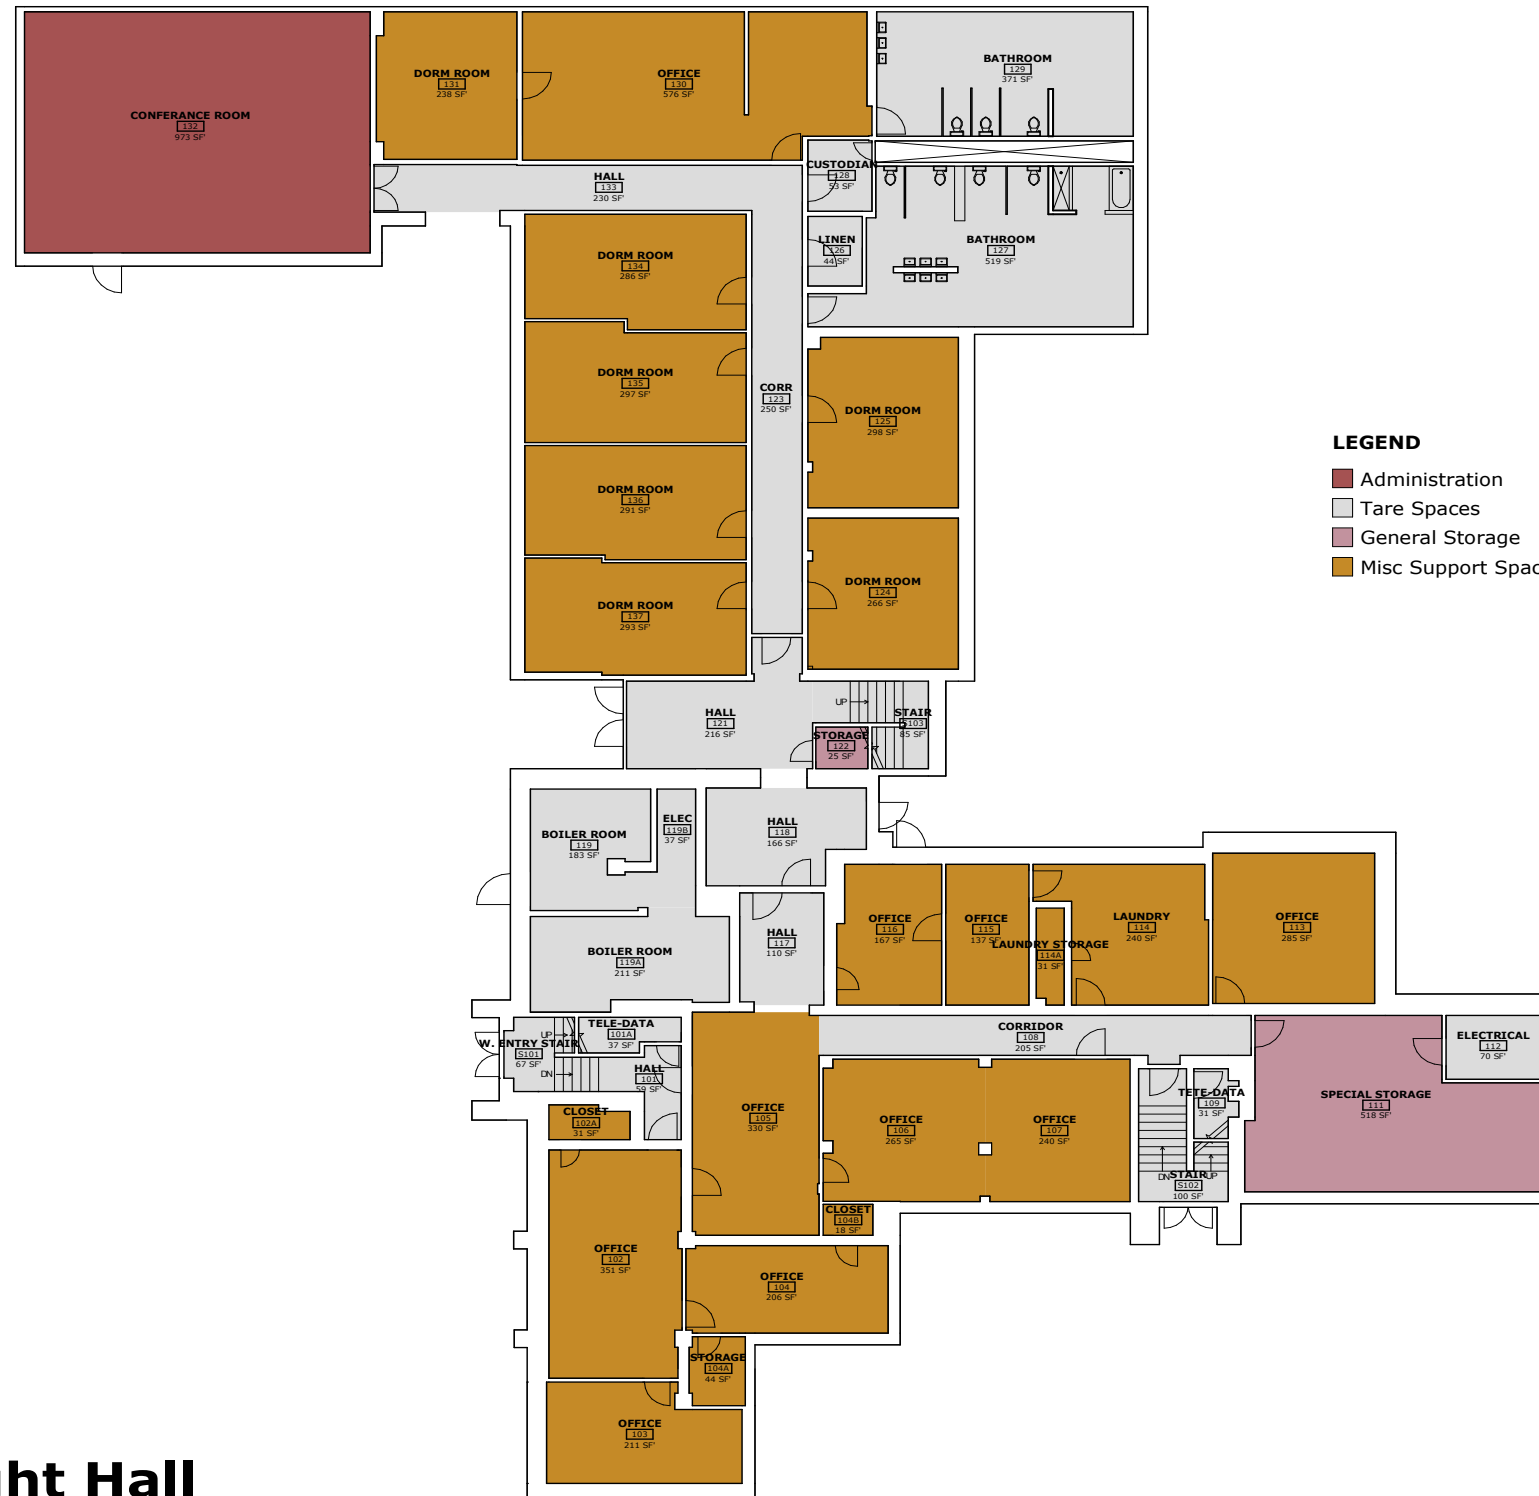 CONFERANCE ROOM
132
973 SF'
DORM ROOM
131
238 SF'
OFFICE
130
576 SF'
BATHROOM
129
371 SF'
HALL
133
230 SF'
CUSTODIAN
128
53 SF'
LINEN
126
44 SF'
BATHROOM
127
519 SF'
DORM ROOM
134
286 SF'
DORM ROOM
135
297 SF'
CORR
123
250 SF'
DORM ROOM
125
298 SF'
LEGEND
Administration
Tare Spaces
General Storage
Misc Support Spac
DORM ROOM
136
291 SF'
DORM ROOM
137
293 SF'
DORM ROOM
124
266 SF'
HALL
121
216 SF'
UP
STAIR
S103
85 SF'
STORAGE
122
25 SF'
BOILER ROOM
119
183 SF'
ELEC
119B
37 SF'
HALL
118
166 SF'
BOILER ROOM
119A
211 SF'
HALL
117
110 SF'
OFFICE
116
167 SF'
OFFICE
115
137 SF'
LAUNDRY STORAGE
114A
31 SF'
LAUNDRY
114
240 SF'
OFFICE
113
285 SF'
W. ENTRY STAIR
S101
67 SF'
UP
DN
TELE-DATA
101A
37 SF'
HALL
101
59 SF'
CORRIDOR
108
205 SF'
ELECTRICAL
112
70 SF'
SPECIAL STORAGE
111
518 SF'
CLOSET
102A
31 SF'
OFFICE
105
330 SF'
OFFICE
106
265 SF'
OFFICE
107
240 SF'
TETE-DATA
109
31 SF'
DN
STAIR
UP
S102
100 SF'
CLOSET
104B
18 SF'
OFFICE
102
351 SF'
OFFICE
104
206 SF'
STORAGE
104A
44 SF'
OFFICE
103
211 SF'
ght Hall